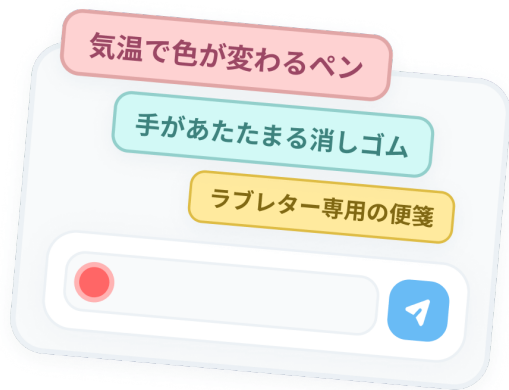 気温で色が変わるペン
手があたたまる消しゴム
ラブレター専用の便箋